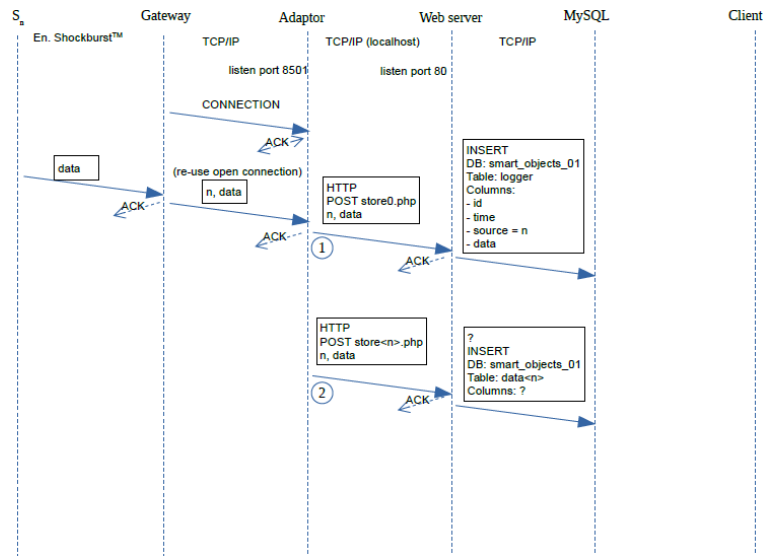 Sn Gateway Adaptor Web server MySQL Client
En. Shockburst™ TCP/IP TCP/IP (localhost) TCP/IP
listen port 8501 listen port 80
CONNECTION
ACK
data
ACK
(re-use open connection)
n, data
ACK
HTTP
POST store0.php
n, data
1
ACK
INSERT
DB: smart_objects_01
Table: logger
Columns:
- id
- time
- source = n
- data
HTTP
POST store<n>.php
n, data
2
ACK
?
INSERT
DB: smart_objects_01
Table: data<n>
Columns: ?